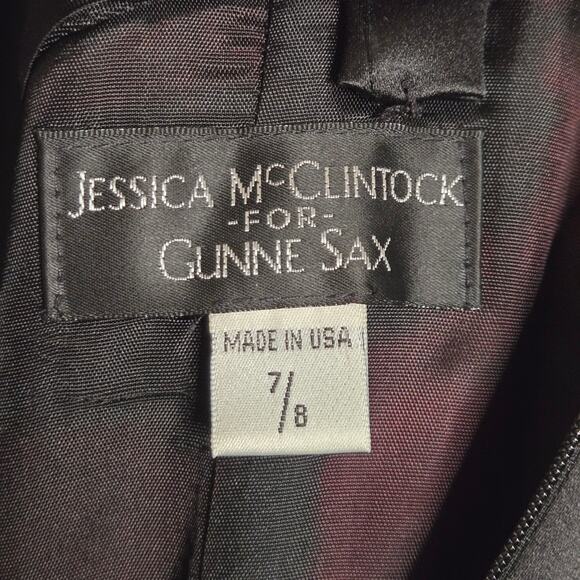 JESSICA McCLINTOCK
-FOR-
GUNNE SAX
MADE IN USA
7/8